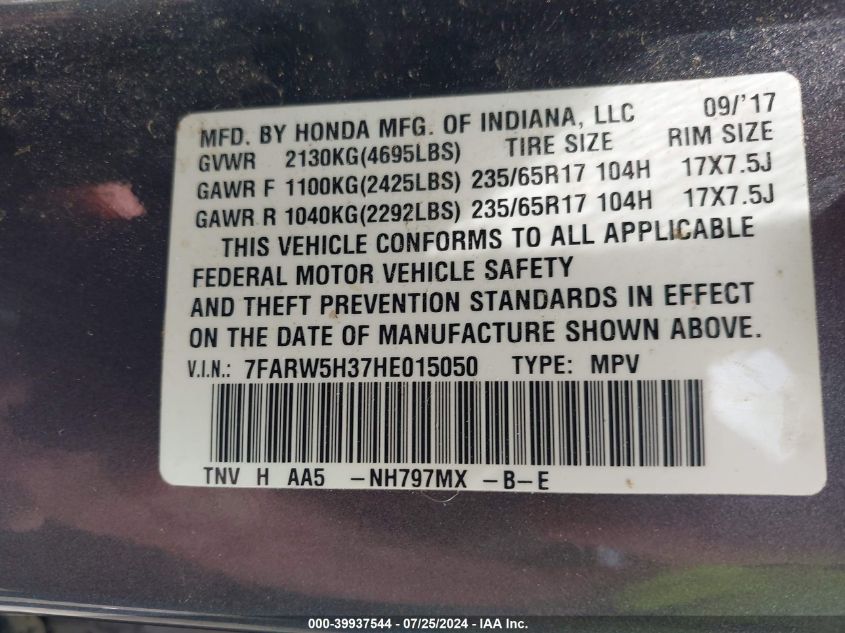 MFD. BY HONDA MFG. OF INDIANA, LLC 09/'17
GVWR 2130KG(4695LBS) TIRE SIZE RIM SIZE
GAWR F 1100KG(2425LBS) 235/65R17 104H 17X7.5J
GAWR R 1040KG(2292LBS) 235/65R17 104H 17X7.5J
THIS VEHICLE CONFORMS TO ALL APPLICABLE
FEDERAL MOTOR VEHICLE SAFETY
AND THEFT PREVENTION STANDARDS IN EFFECT
ON THE DATE OF MANUFACTURE SHOWN ABOVE.
V.I.N.: 7FARW5H37HE015050 TYPE: MPV
TNV H AA5 -NH797MX -B-E
000-39937544 / 07/25/2024 - IAA Inc.